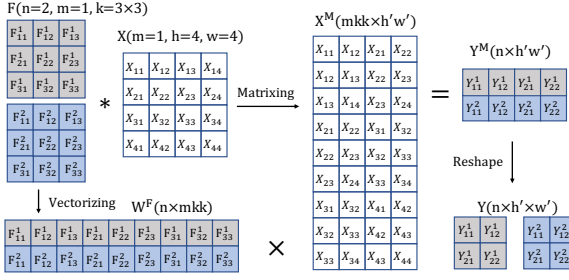 F(n=2, m=1, k=3×3)
F¹₁₁ F¹₁₂ F¹₁₃
F¹₂₁ F¹₂₂ F¹₂₃
F¹₃₁ F¹₃₂ F¹₃₃
F²₁₁ F²₁₂ F²₁₃
F²₂₁ F²₂₂ F²₂₃
F²₃₁ F²₃₂ F²₃₃
*
X(m=1, h=4, w=4)
X₁₁ X₁₂ X₁₃ X₁₄
X₂₁ X₂₂ X₂₃ X₂₄
X₃₁ X₃₂ X₃₃ X₃₄
X₄₁ X₄₂ X₄₃ X₄₄
Matrixing
Vectorizing
Wᶠ(n×mkk)
F¹₁₁ F¹₁₂ F¹₁₃ F¹₂₁ F¹₂₂ F¹₂₃ F¹₃₁ F¹₃₂ F¹₃₃
F²₁₁ F²₁₂ F²₁₃ F²₂₁ F²₂₂ F²₂₃ F²₃₁ F²₃₂ F²₃₃
×
Xᴹ(mkk×h′w′)
X₁₁ X₁₂ X₂₁ X₂₂
X₁₂ X₁₃ X₂₂ X₂₃
X₁₃ X₁₄ X₂₃ X₂₄
X₂₁ X₂₂ X₃₁ X₃₂
X₂₂ X₂₃ X₃₂ X₃₃
X₂₃ X₂₄ X₃₃ X₃₄
X₃₁ X₃₂ X₄₁ X₄₂
X₃₂ X₃₃ X₄₂ X₄₃
X₃₃ X₃₄ X₄₃ X₄₄
=
Yᴹ(n×h′w′)
Y¹₁₁ Y¹₁₂ Y¹₂₁ Y¹₂₂
Y²₁₁ Y²₁₂ Y²₂₁ Y²₂₂
Reshape
Y(n×h′×w′)
Y¹₁₁ Y¹₁₂
Y¹₂₁ Y¹₂₂
Y²₁₁ Y²₁₂
Y²₂₁ Y²₂₂